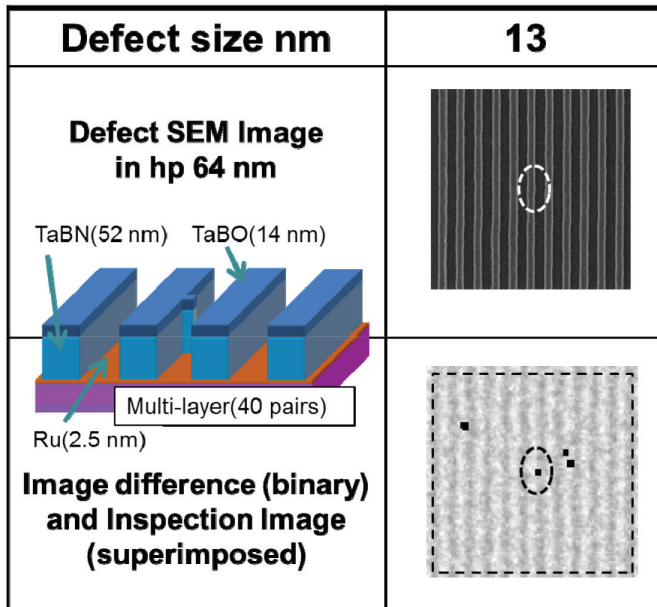 Defect size nm
13
Defect SEM Image
in hp 64 nm
TaBN(52 nm)
TaBO(14 nm)
Multi-layer(40 pairs)
Ru(2.5 nm)
Image difference (binary)
and Inspection Image
(superimposed)